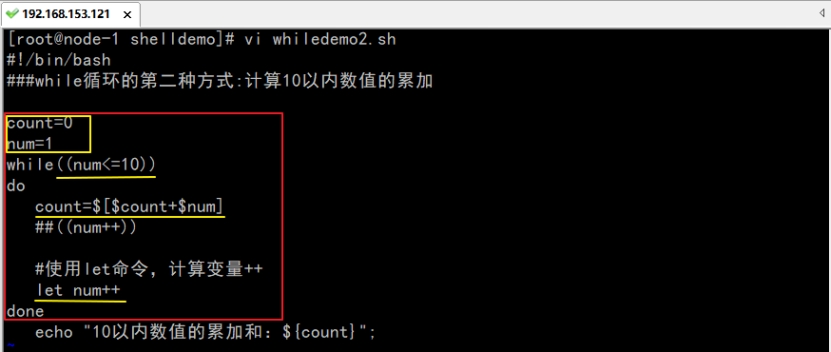 192.168.153.121 ×
[root@node-1 shelldemo]# vi whiledemo2.sh
#!/bin/bash
###while循环的第二种方式:计算10以内数值的累加
count=0
num=1
while((num<=10))
do
count=$[$count+$num]
##((num++))
#使用let命令，计算变量++
let num++
done
echo "10以内数值的累加和：${count}";
~